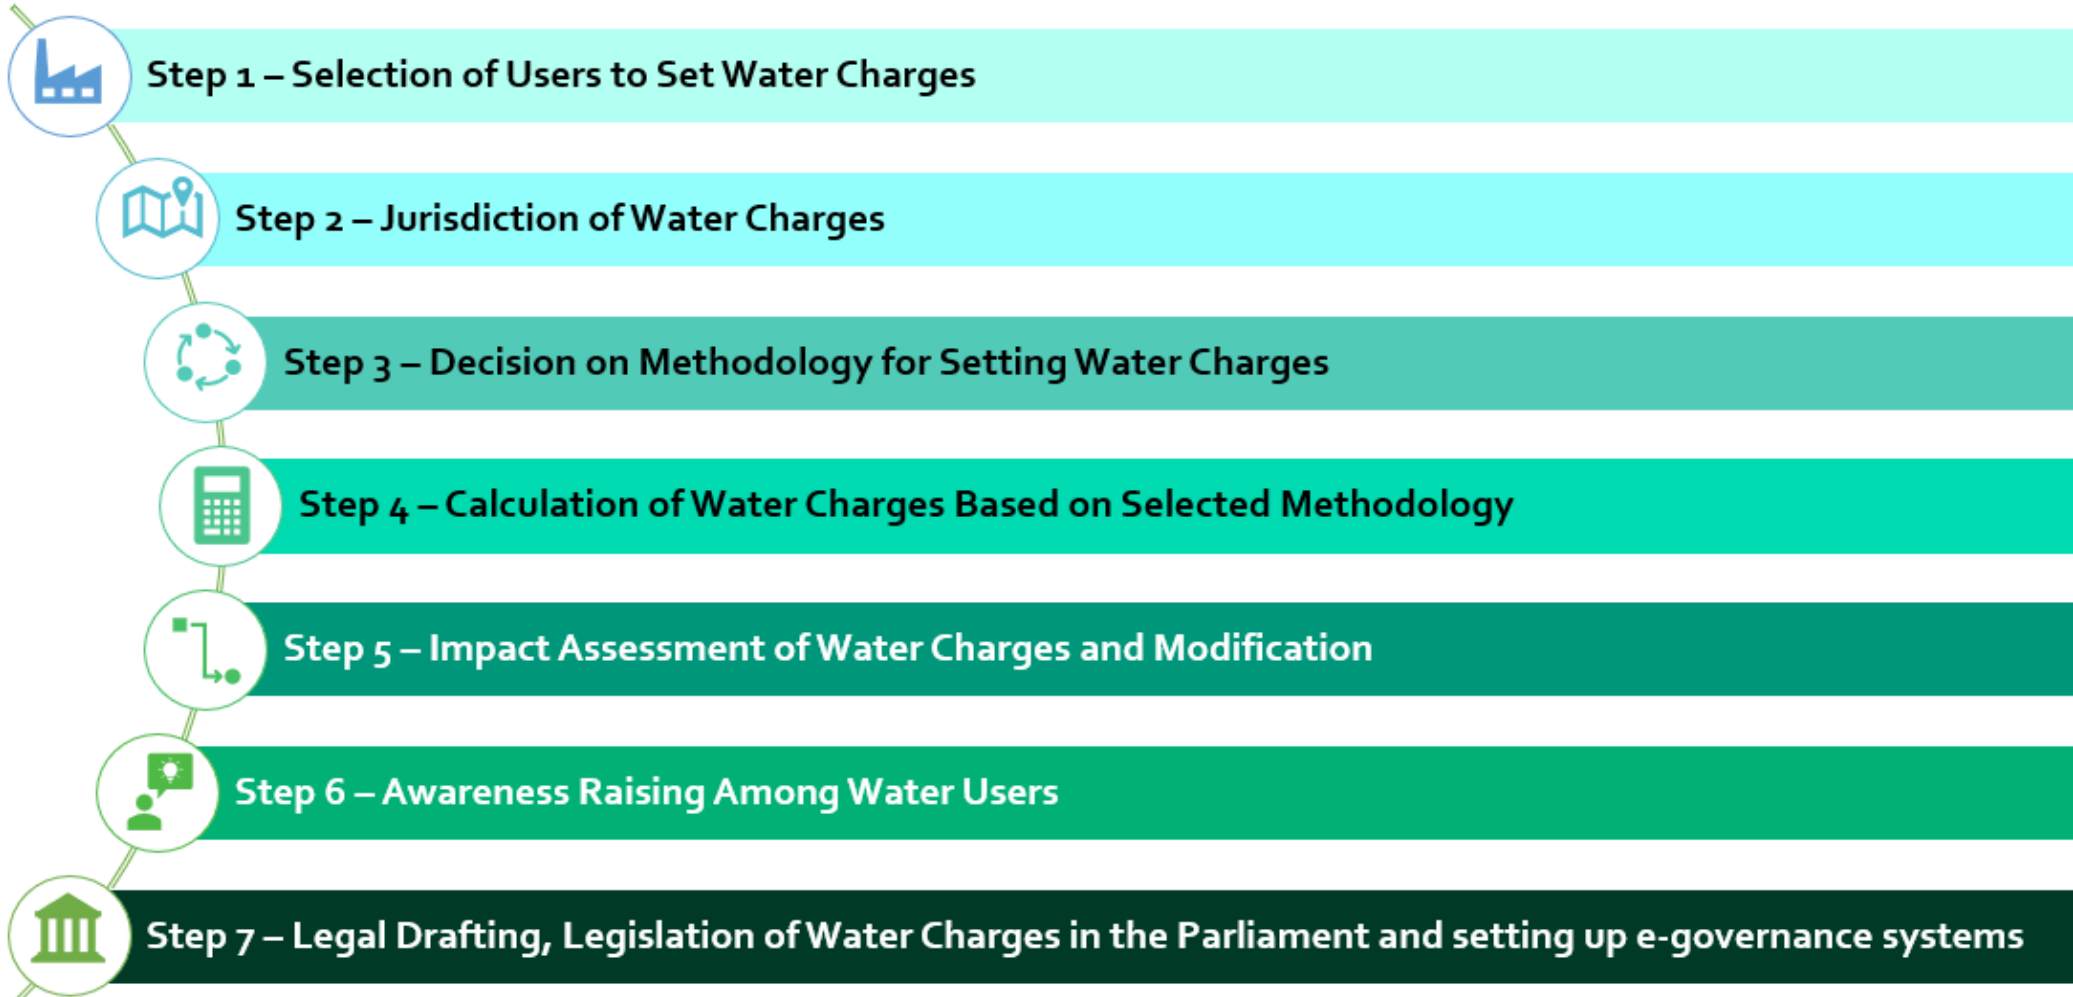 Step 1 – Selection of Users to Set Water Charges
Step 2 – Jurisdiction of Water Charges
Step 3 – Decision on Methodology for Setting Water Charges
Step 4 – Calculation of Water Charges Based on Selected Methodology
Step 5 – Impact Assessment of Water Charges and Modification
Step 6 – Awareness Raising Among Water Users
Step 7 – Legal Drafting, Legislation of Water Charges in the Parliament and setting up e-governance systems